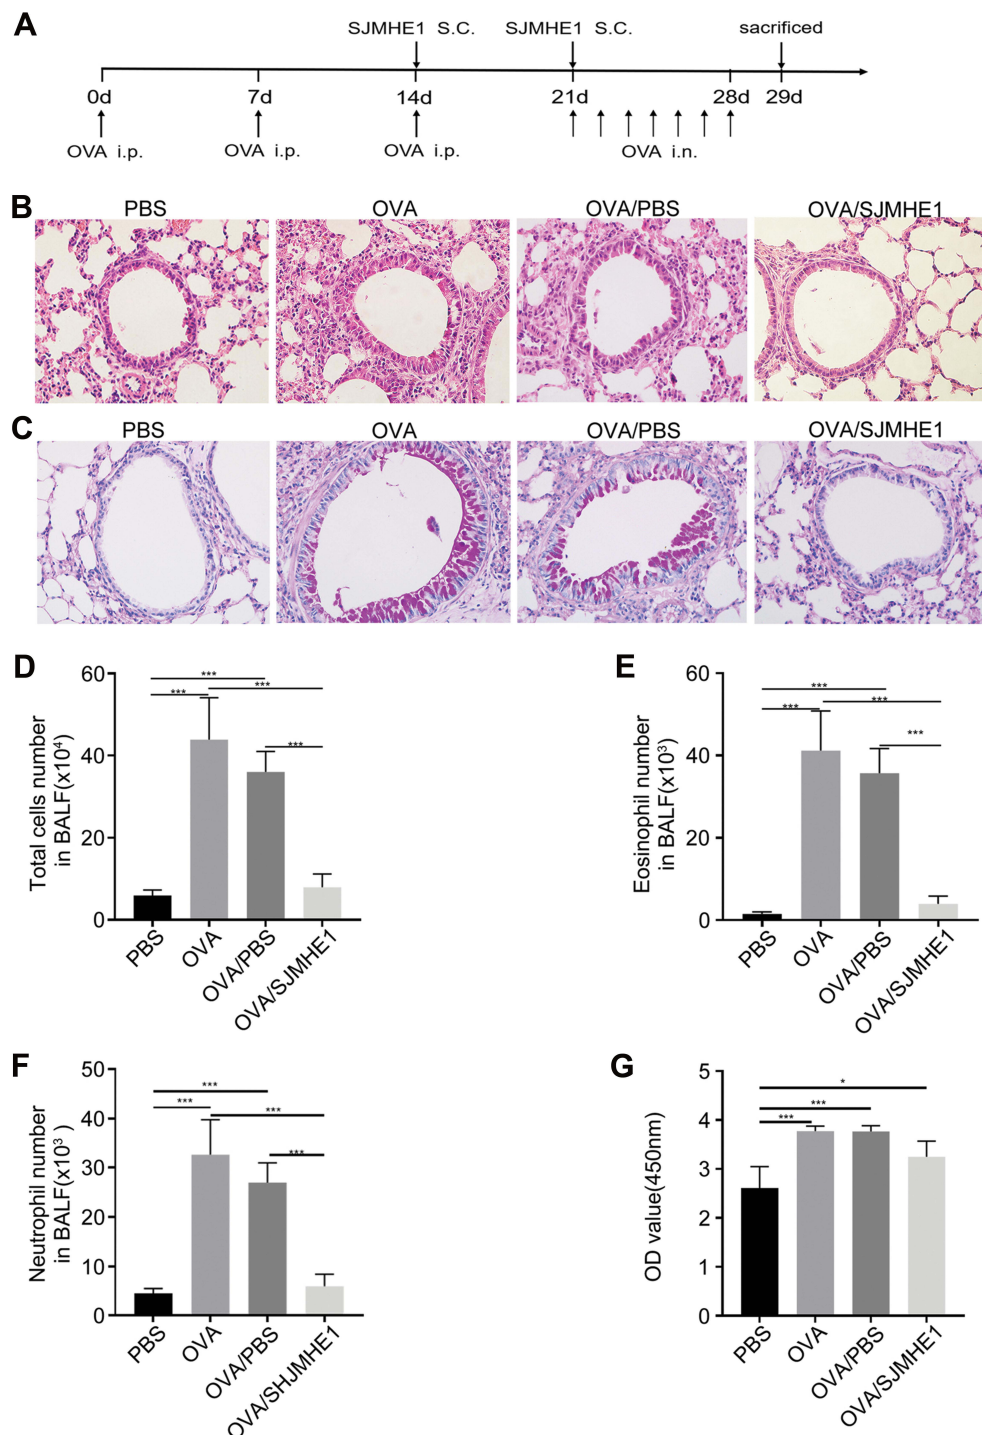 A
SJMHE1 S.C. SJMHE1 S.C. sacrificed
0d 7d 14d 21d 28d 29d
OVA i.p. OVA i.p. OVA i.p. OVA i.n.
B
PBS OVA OVA/PBS OVA/SJMHE1
C
PBS OVA OVA/PBS OVA/SJMHE1
D
Total cells number
in BALF(x10⁴)
60
40
20
0
***
***
***
***
PBS
OVA
OVA/PBS
OVA/SJMHE1
E
Eosinophil number
in BALF(x10³)
60
40
20
0
***
***
***
***
PBS
OVA
OVA/PBS
OVA/SJMHE1
F
Neutrophil number
in BALF(x10³ )
50
40
30
20
10
0
***
***
***
***
PBS
OVA
OVA/PBS
OVA/SHJMHE1
G
OD value(450nm)
5
4
3
2
1
0
*
***
***
PBS
OVA
OVA/PBS
OVA/SJMHE1